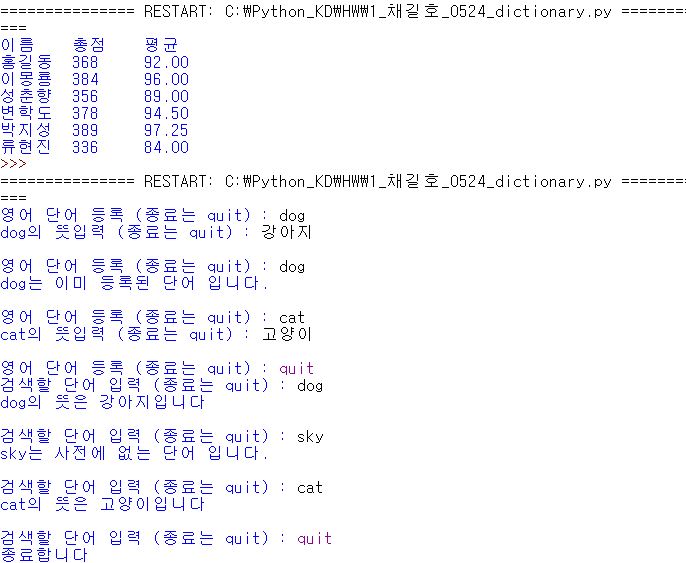 =============== RESTART: C:\Python_KD\HW\1_채길호_0524_dictionary.py =======
===
이름 총점 평균
홍길동 368 92.00
이몽룡 384 96.00
성춘향 356 89.00
변학도 378 94.50
박지성 389 97.25
류현진 336 84.00
>>>
=============== RESTART: C:\Python_KD\HW\1_채길호_0524_dictionary.py =======
===
영어 단어 등록 (종료는 quit) : dog
dog의 뜻입력 (종료는 quit) : 강아지
영어 단어 등록 (종료는 quit) : dog
dog는 이미 등록된 단어 입니다.
영어 단어 등록 (종료는 quit) : cat
cat의 뜻입력 (종료는 quit) : 고양이
영어 단어 등록 (종료는 quit) : quit
검색할 단어 입력 (종료는 quit) : dog
dog의 뜻은 강아지입니다
검색할 단어 입력 (종료는 quit) : sky
sky는 사전에 없는 단어 입니다.
검색할 단어 입력 (종료는 quit) : cat
cat의 뜻은 고양이입니다
검색할 단어 입력 (종료는 quit) : quit
종료합니다